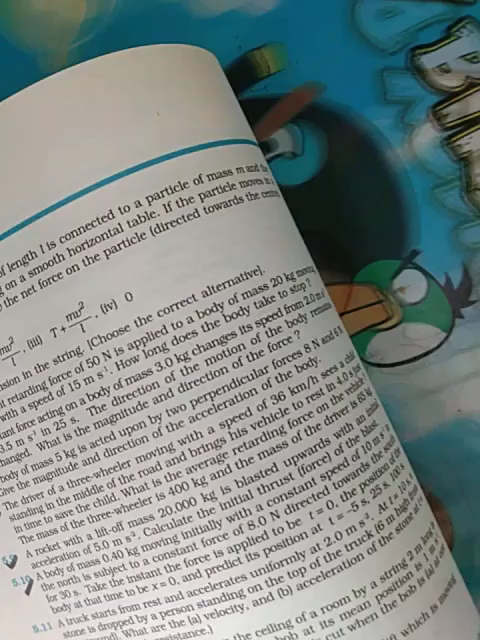 of length l is connected to a particle of mass m and the
on a smooth horizontal table. If the particle moves in
the net force on the particle (directed towards the
mv²/l, (iii) T + mv²/l, (iv) 0
in the string. [Choose the correct alternative].
retarding force of 50 N is applied to a body of mass 20 kg moving
with a speed of 15 m s⁻¹. How long does the body take to stop?
force acting on a body of mass 3.0 kg changes its speed from 2.0 m s⁻¹
3.5 m s⁻¹ in 25 s. The direction of the motion of the body remains
What is the magnitude and direction of the force?
body of mass 5 kg is acted upon by two perpendicular forces 8 N and 6 N.
the magnitude and direction of the acceleration of the body.
The driver of a three-wheeler moving with a speed of 36 km/h sees a child
standing in the middle of the road and brings his vehicle to rest in 4.0 s just
in time to save the child. What is the average retarding force on the vehicle?
The mass of the three-wheeler is 400 kg and the mass of the driver is 65 kg.
A rocket with a lift-off mass 20,000 kg is blasted upwards with an initial
acceleration of 5.0 m s⁻². Calculate the initial thrust (force) of the blast.
5.10 A body of mass 0.40 kg moving initially with a constant speed of 10 m s⁻¹ to
the north is subject to a constant force of 8.0 N directed towards the south
for 30 s. Take the instant the force is applied to be t = 0, the position of the
body at that time to be x = 0, and predict its position at t = –5 s, 25 s, 100 s.
5.11 A truck starts from rest and accelerates uniformly at 2.0 m s⁻². At t = 10 s, a
stone is dropped by a person standing on the top of the truck (6 m high from
What are the (a) velocity, and (b) acceleration of the stone at
resistance.)
the ceiling of a room by a string 2 m long
at its mean position is 1 m
cut when the bob is
which is moving